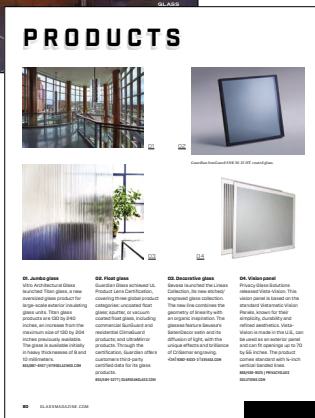 GLASS
PRODUCTS
01
02
Guardian SunGuard SNR 50-25 HT coated glass.
03
04
01. Jumbo glass
Vitro Architectural Glass
launched Titan glass, a new
oversized glass product for
large-scale exterior insulating
glass units. Titan glass
products are 130 by 240
inches, an increase from the
maximum size of 130 by 204
inches previously available.
The glass is available initially
in heavy thicknesses of 8 and
10 millimeters.
02. Float glass
Guardian Glass achieved UL
Product Lens Certification,
covering three global product
categories: uncoated float
glass; sputter, or vacuum
coated float glass, including
commercial SunGuard and
residential ClimaGuard
products; and UltraMirror
products. Through the
certification, Guardian offers
customers third-party
certified data for its glass
products.
03. Decorative glass
Sevasa launched the Lineas
Collection, its new etched/
engraved glass collection.
The new line combines the
geometry of linearity with
an organic inspiration. The
glasses feature Sevasa's
SatenDecor satin and its
diffusion of light, with the
unique effects and brilliance
of CriSamar engraving.
04. Vision panel
Privacy Glass Solutions
released Vista-Vision. This
vision panel is based on the
standard Vistamatic Vision
Panels, known for their
simplicity, durability and
refined aesthetics. Vista-
Vision is made in the U.S., can
be used as an exterior panel
and can fit openings up to 70
by 55 inches. The product
comes standard with ¼-inch
vertical banded lines.
80 GLASSMAGAZINE.COM